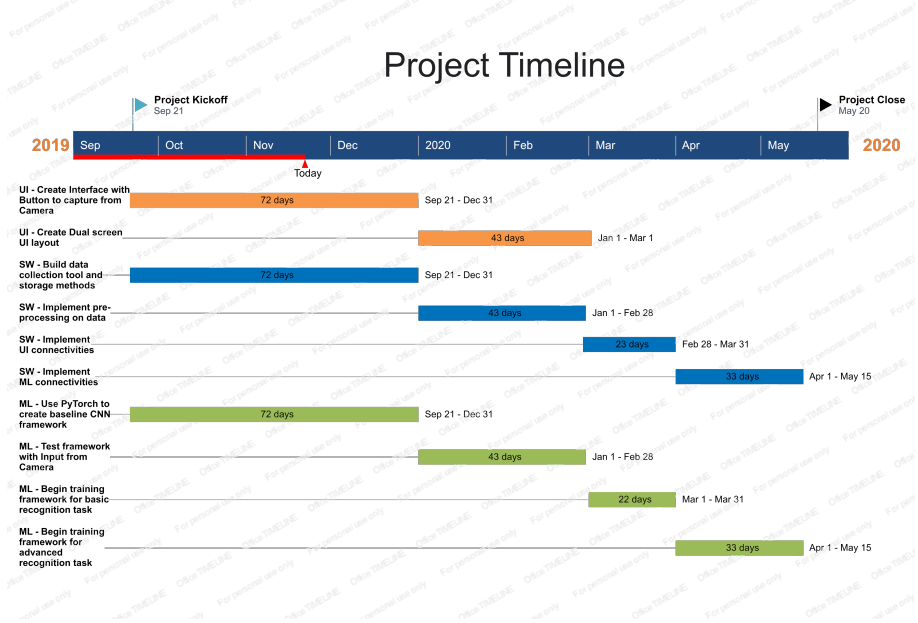 Project Timeline
Project Kickoff
Sep 21
Project Close
May 20
2019 Sep Oct Nov Dec 2020 Feb Mar Apr May 2020
Today
UI - Create Interface with
Button to capture from
Camera
72 days
Sep 21 - Dec 31
UI - Create Dual screen
UI layout
43 days
Jan 1 - Mar 1
SW - Build data
collection tool and
storage methods
72 days
Sep 21 - Dec 31
SW - Implement pre-
processing on data
43 days
Jan 1 - Feb 28
SW - Implement
UI connectivities
23 days
Feb 28 - Mar 31
SW - Implement
ML connectivities
33 days
Apr 1 - May 15
ML - Use PyTorch to
create baseline CNN
framework
72 days
Sep 21 - Dec 31
ML - Test framework
with Input from
Camera
43 days
Jan 1 - Feb 28
ML - Begin training
framework for basic
recognition task
22 days
Mar 1 - Mar 31
ML - Begin training
framework for
advanced
recognition task
33 days
Apr 1 - May 15
Office TIMELINE
For personal use only